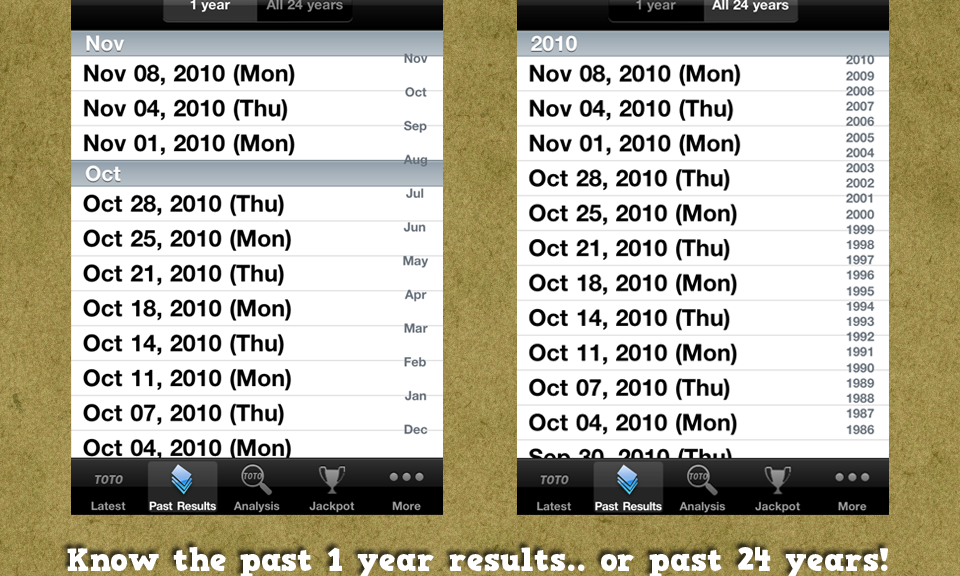 1 year
All 24 years
Nov
Nov 08, 2010 (Mon)
Nov 04, 2010 (Thu)
Nov 01, 2010 (Mon)
Oct
Oct 28, 2010 (Thu)
Oct 25, 2010 (Mon)
Oct 21, 2010 (Thu)
Oct 18, 2010 (Mon)
Oct 14, 2010 (Thu)
Oct 11, 2010 (Mon)
Oct 07, 2010 (Thu)
Oct 04, 2010 (Mon)
Nov
Oct
Sep
Aug
Jul
Jun
May
Apr
Mar
Feb
Jan
Dec
TOTO
TOTO
Latest
Past Results
Analysis
Jackpot
More
1 year
All 24 years
2010
Nov 08, 2010 (Mon)
Nov 04, 2010 (Thu)
Nov 01, 2010 (Mon)
Oct 28, 2010 (Thu)
Oct 25, 2010 (Mon)
Oct 21, 2010 (Thu)
Oct 18, 2010 (Mon)
Oct 14, 2010 (Thu)
Oct 11, 2010 (Mon)
Oct 07, 2010 (Thu)
Oct 04, 2010 (Mon)
Sep 30, 2010 (Thu)
2010
2009
2008
2007
2006
2005
2004
2003
2002
2001
2000
1999
1998
1997
1996
1995
1994
1993
1992
1991
1990
1989
1988
1987
1986
TOTO
TOTO
Latest
Past Results
Analysis
Jackpot
More
Know the past 1 year results.. or past 24 years!